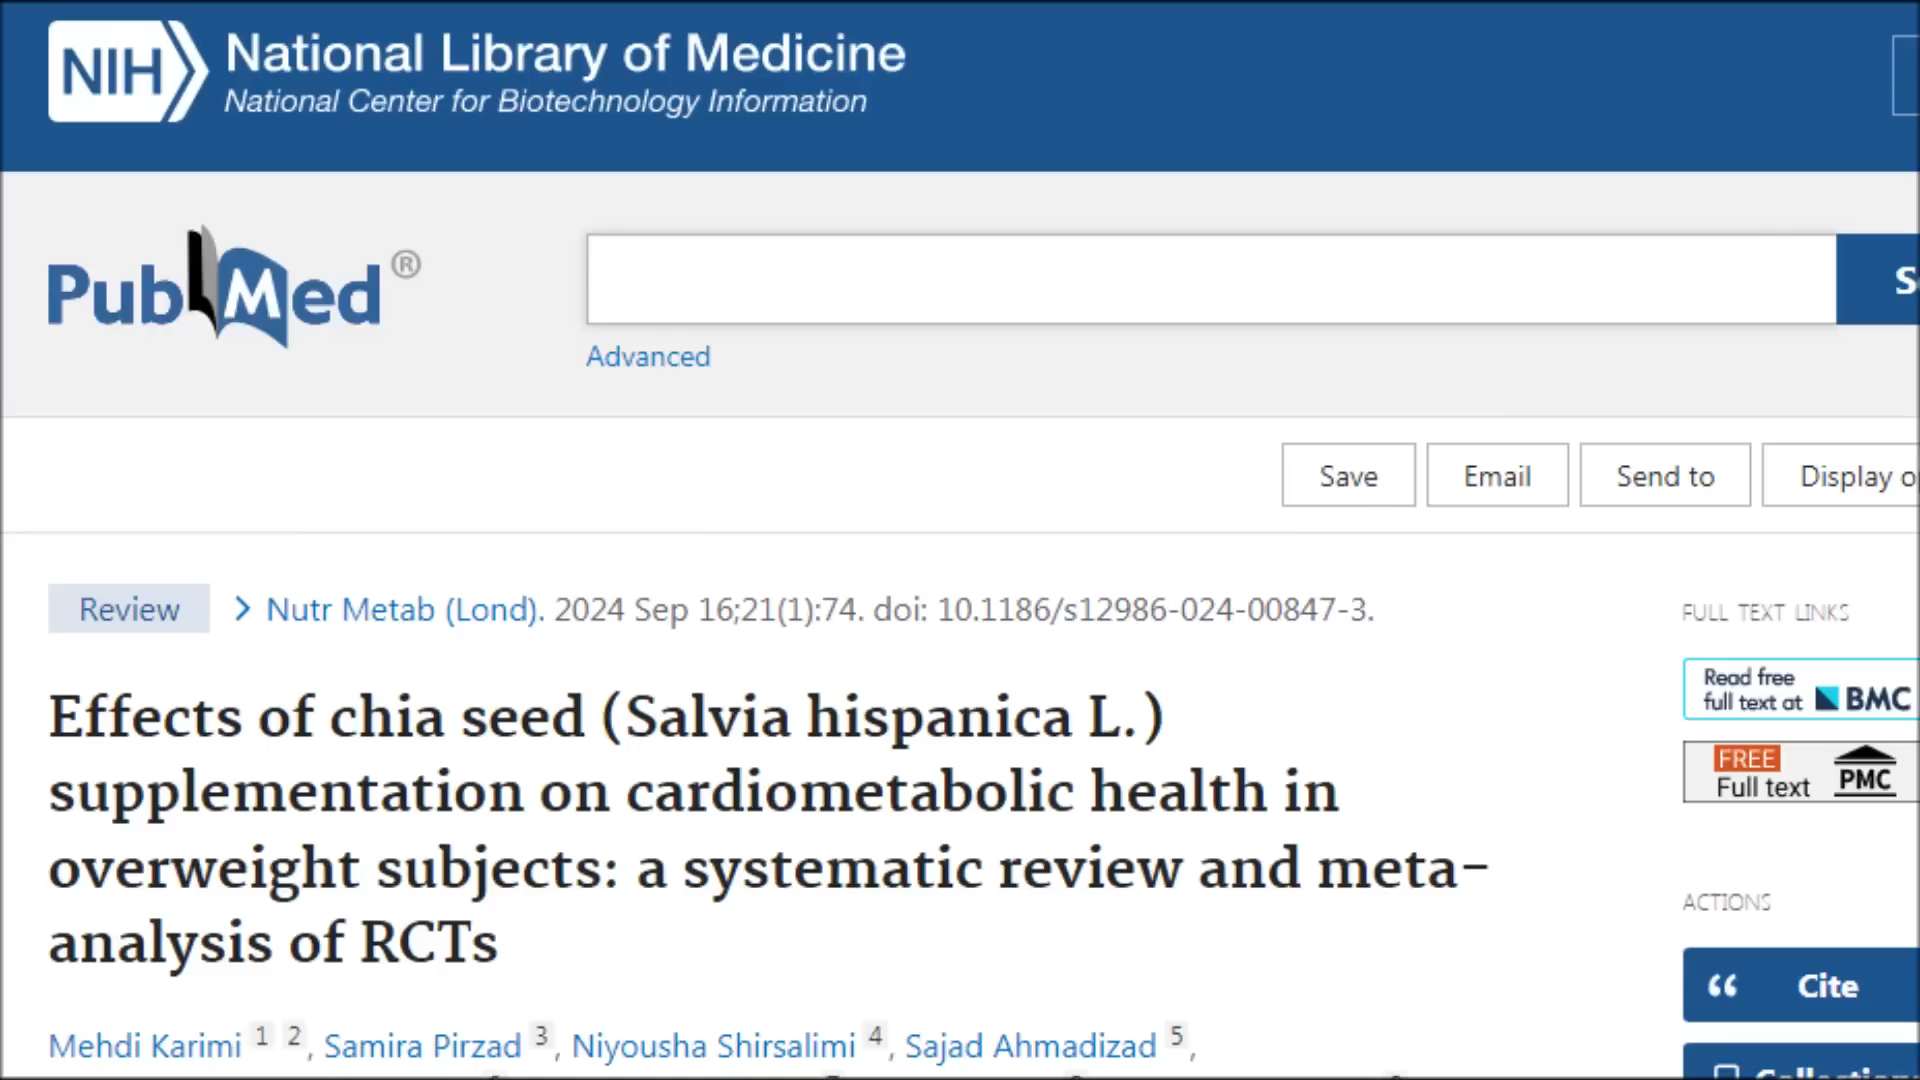 NIH National Library of Medicine
National Center for Biotechnology Information
PubMed®
Advanced
Save Email Send to Display
Review > Nutr Metab (Lond). 2024 Sep 16;21(1):74. doi: 10.1186/s12986-024-00847-3.
FULL TEXT LINKS
Read free
full text at BMC
FREE
Full text PMC
Effects of chia seed (Salvia hispanica L.)
supplementation on cardiometabolic health in
overweight subjects: a systematic review and meta-
analysis of RCTs
ACTIONS
“ Cite
Mehdi Karimi 1 2, Samira Pirzad 3, Niyousha Shirsalimi 4, Sajad Ahmadizad 5,